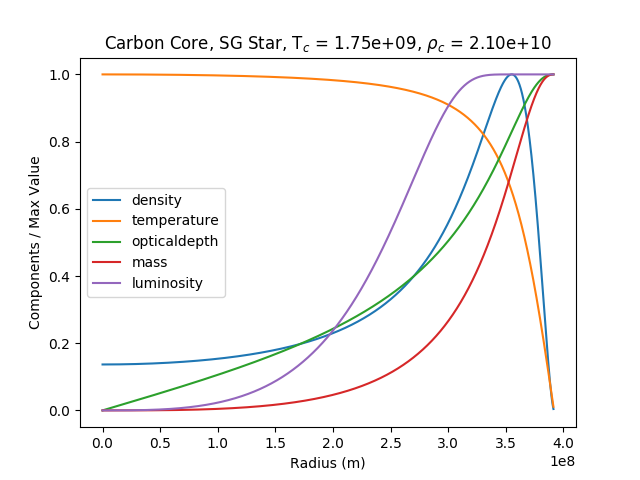 Carbon Core, SG Star, T_c = 1.75e+09, ρ_c = 2.10e+10
Components / Max Value
1.0
0.8
0.6
0.4
0.2
0.0
density
temperature
opticaldepth
mass
luminosity
0.0 0.5 1.0 1.5 2.0 2.5 3.0 3.5 4.0
1e8
Radius (m)